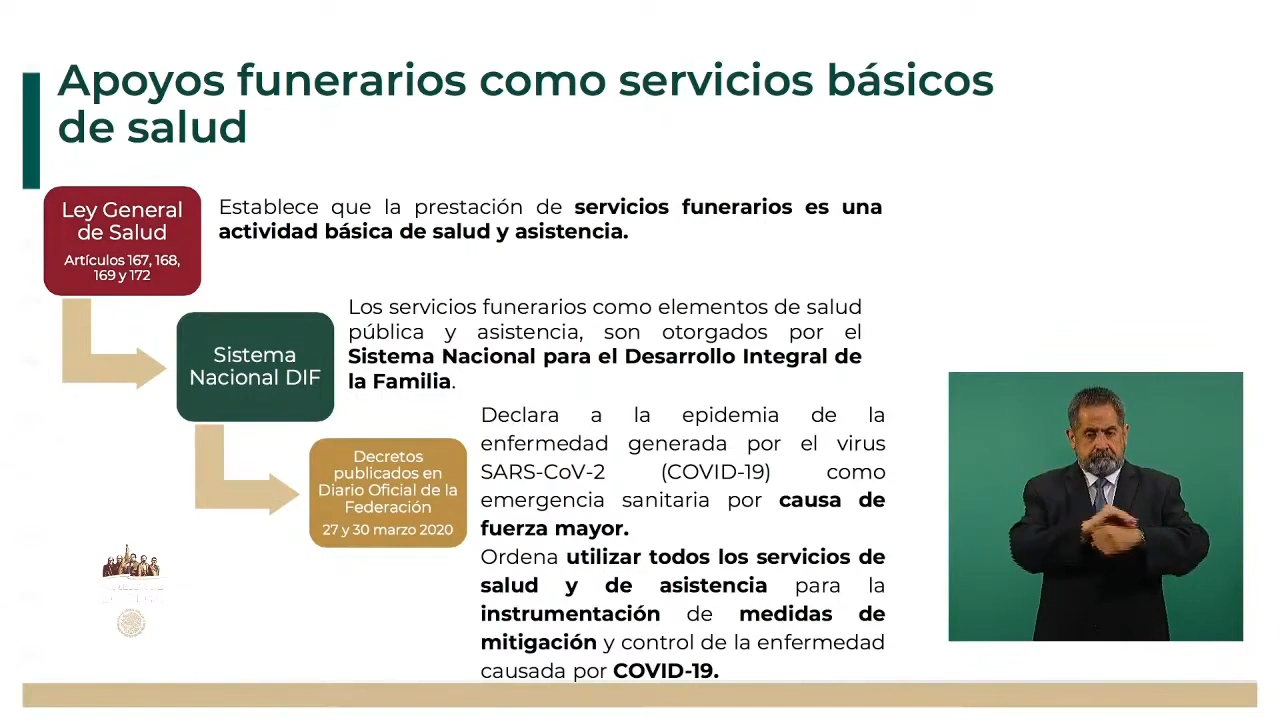 Apoyos funerarios como servicios básicos
de salud
Ley General
de Salud
Artículos 167, 168,
169 y 172
Establece que la prestación de servicios funerarios es una
actividad básica de salud y asistencia.
Sistema
Nacional DIF
Los servicios funerarios como elementos de salud
pública y asistencia, son otorgados por el
Sistema Nacional para el Desarrollo Integral de
la Familia.
Decretos
publicados en
Diario Oficial de la
Federación
27 y 30 marzo 2020
Declara a la epidemia de la
enfermedad generada por el virus
SARS-CoV-2 (COVID-19) como
emergencia sanitaria por causa de
fuerza mayor.
Ordena utilizar todos los servicios de
salud y de asistencia para la
instrumentación de medidas de
mitigación y control de la enfermedad
causada por COVID-19.